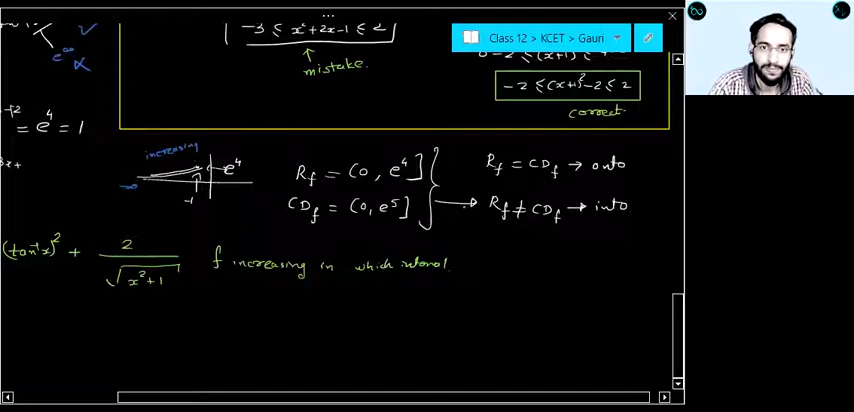 -3 ≤ x²+2x-1 ≤ 2
mistake.
Class 12 > KCET > Gauri
-2 ≤ (x+1)²-2 ≤ 2
correct.
e^∞
= e⁴ = 1
increasing
e⁴
-∞
-1
R_f = (0, e⁴]
CD_f = (0, e⁵]
R_f = CD_f → onto
R_f ≠ CD_f → into
(tan⁻¹x)² + 2/√(x²+1) f increasing in which interval.